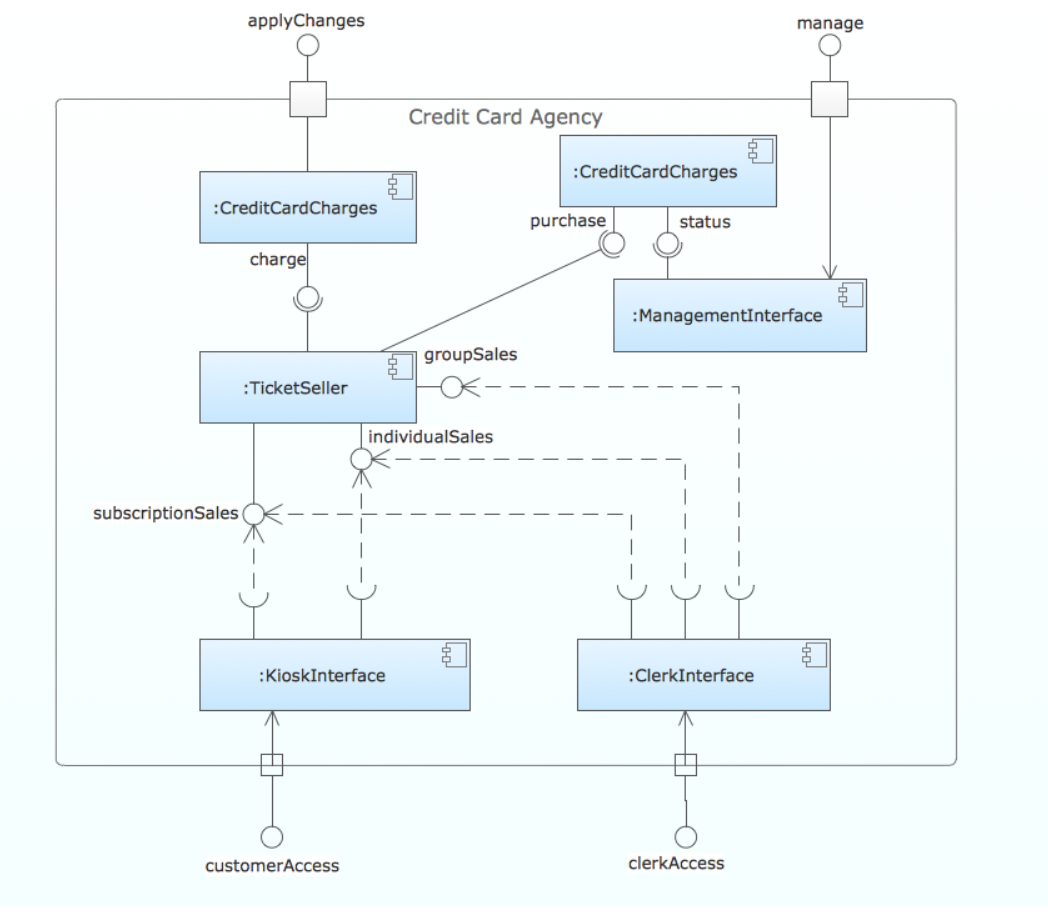 applyChanges
manage
Credit Card Agency
:CreditCardCharges
:CreditCardCharges
purchase
status
charge
:ManagementInterface
groupSales
:TicketSeller
individualSales
subscriptionSales
:KioskInterface
:ClerkInterface
customerAccess
clerkAccess